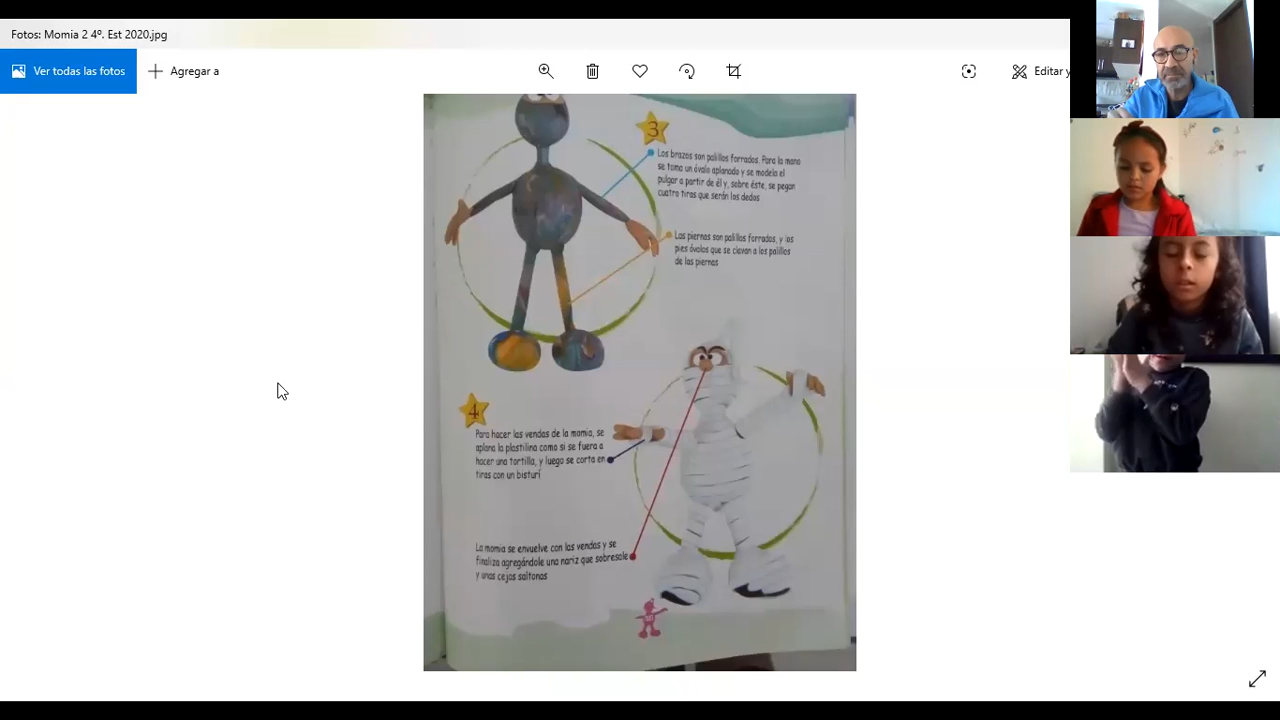 Fotos: Momia 2 4º. Est 2020.jpg
Ver todas las fotos
Agregar a
Editar y
3
Los brazos son palillos forrados. Para la mano
se toma un óvalo aplanado y se modela el
pulgar a partir de él y, sobre éste, se pegan
cuatro tiras que serán los dedos
Las piernas son palillos forradas, y los
pies óvalos que se clavan a los palillos
de las piernas
4
Para hacer las vendas de la momia, se
aplana la plastilina como si se fuera a
hacer una tortilla, y luego se corta en
tiras con un bisturí
La momia se envuelve con las vendas y se
finaliza agregándole una nariz que sobresale
y unas cejas saltonas